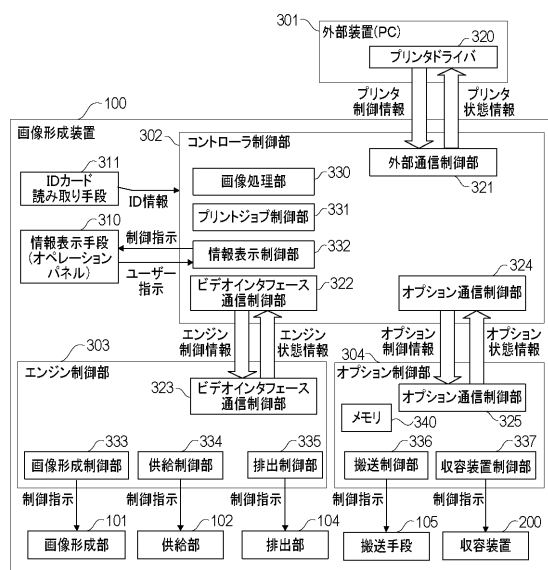 301
外部装置(PC)
320
プリンタドライバ
プリンタ
制御情報
プリンタ
状態情報
100
画像形成装置
302
コントローラ制御部
311
IDカード
読み取り手段
ID情報
画像処理部
330
外部通信制御部
321
プリントジョブ制御部
331
310
情報表示手段
(オペレーション
パネル)
制御指示
ユーザー
指示
情報表示制御部
332
ビデオインタフェース
通信制御部
322
324
オプション通信制御部
エンジン
制御情報
エンジン
状態情報
オプション
制御情報
オプション
状態情報
303
エンジン制御部
323
ビデオインタフェース
通信制御部
304
オプション制御部
オプション通信制御部
325
メモリ
340
333
画像形成制御部
334
供給制御部
335
排出制御部
336
搬送制御部
337
収容装置制御部
制御指示
制御指示
制御指示
制御指示
制御指示
101
画像形成部
102
供給部
104
排出部
105
搬送手段
200
収容装置